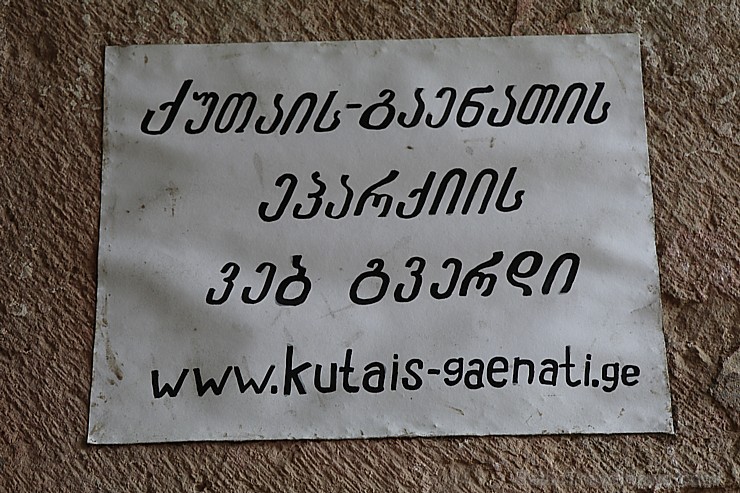 ქუთაის-გაენათის
ეპარქიის
ვებ გვერდი
www.kutais-gaenati.ge